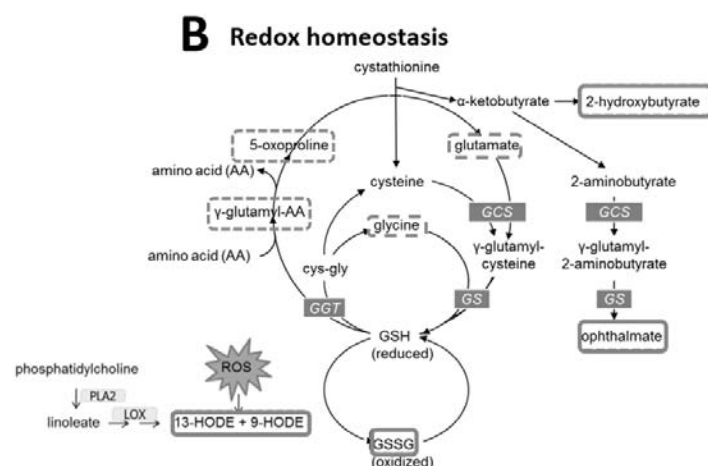 B Redox homeostasis
cystathionine
α-ketobutyrate
2-hydroxybutyrate
5-oxoproline
glutamate
amino acid (AA)
cysteine
2-aminobutyrate
γ-glutamyl-AA
GCS
GCS
glycine
amino acid (AA)
cys-gly
γ-glutamyl-
cysteine
γ-glutamyl-
2-aminobutyrate
GGT
GS
GS
GSH
(reduced)
ophthalmate
phosphatidylcholine
ROS
PLA2
linoleate
LOX
13-HODE + 9-HODE
GSSG
(oxidized)